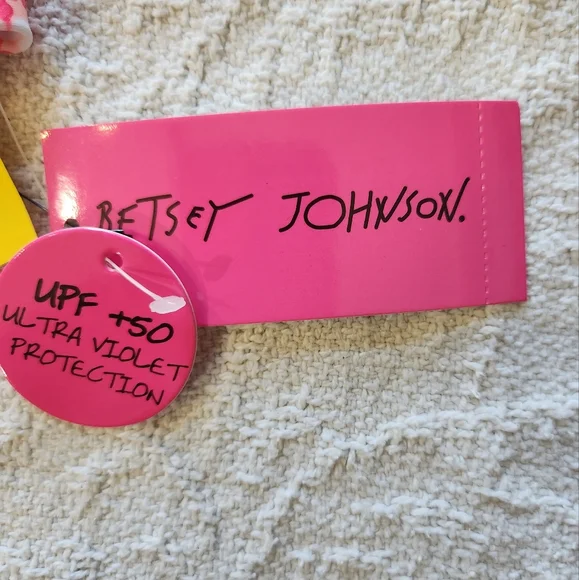 BETSEY JOHNSON.
UPF +50
ULTRA VIOLET
PROTECTION